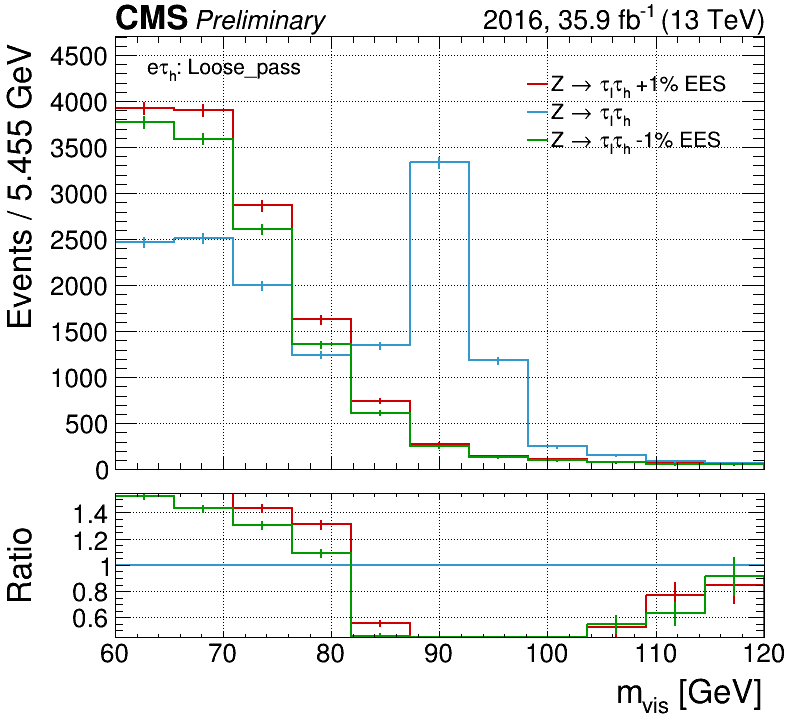 CMS Preliminary 2016, 35.9 fb⁻¹ (13 TeV)
eτₕ: Loose_pass
Z → τₗτₕ +1% EES
Z → τₗτₕ
Z → τₗτₕ -1% EES
Events / 5.455 GeV
4500
4000
3500
3000
2500
2000
1500
1000
500
0
Ratio
1.4
1.2
1
0.8
0.6
60 70 80 90 100 110 120
m_vis [GeV]